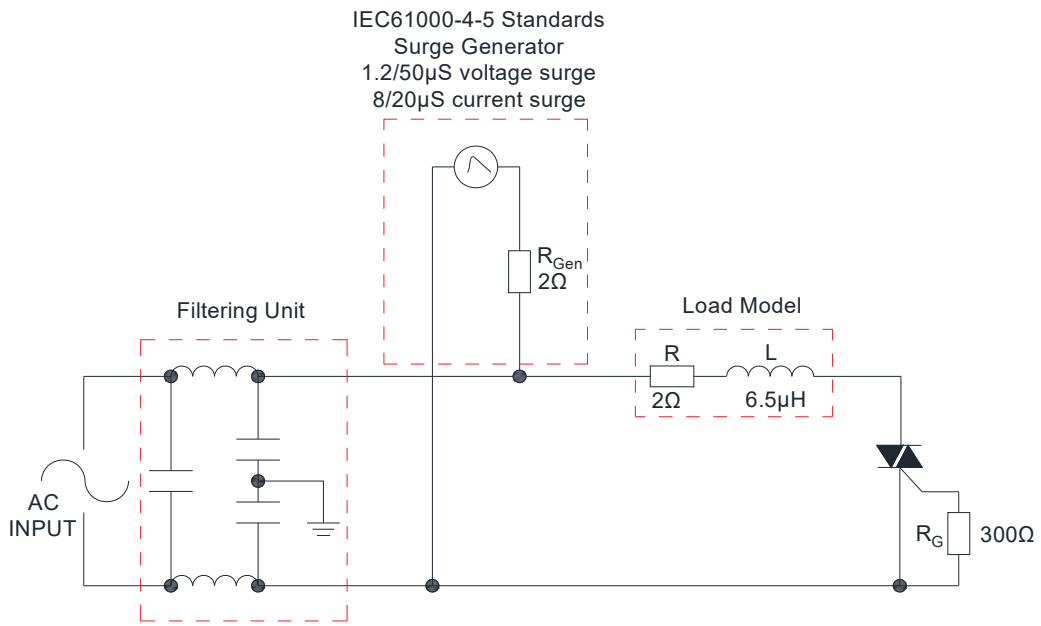 IEC61000-4-5 Standards
Surge Generator
1.2/50μS voltage surge
8/20μS current surge
RGen
2Ω
Filtering Unit
Load Model
R
L
2Ω
6.5μH
AC
INPUT
RG
300Ω